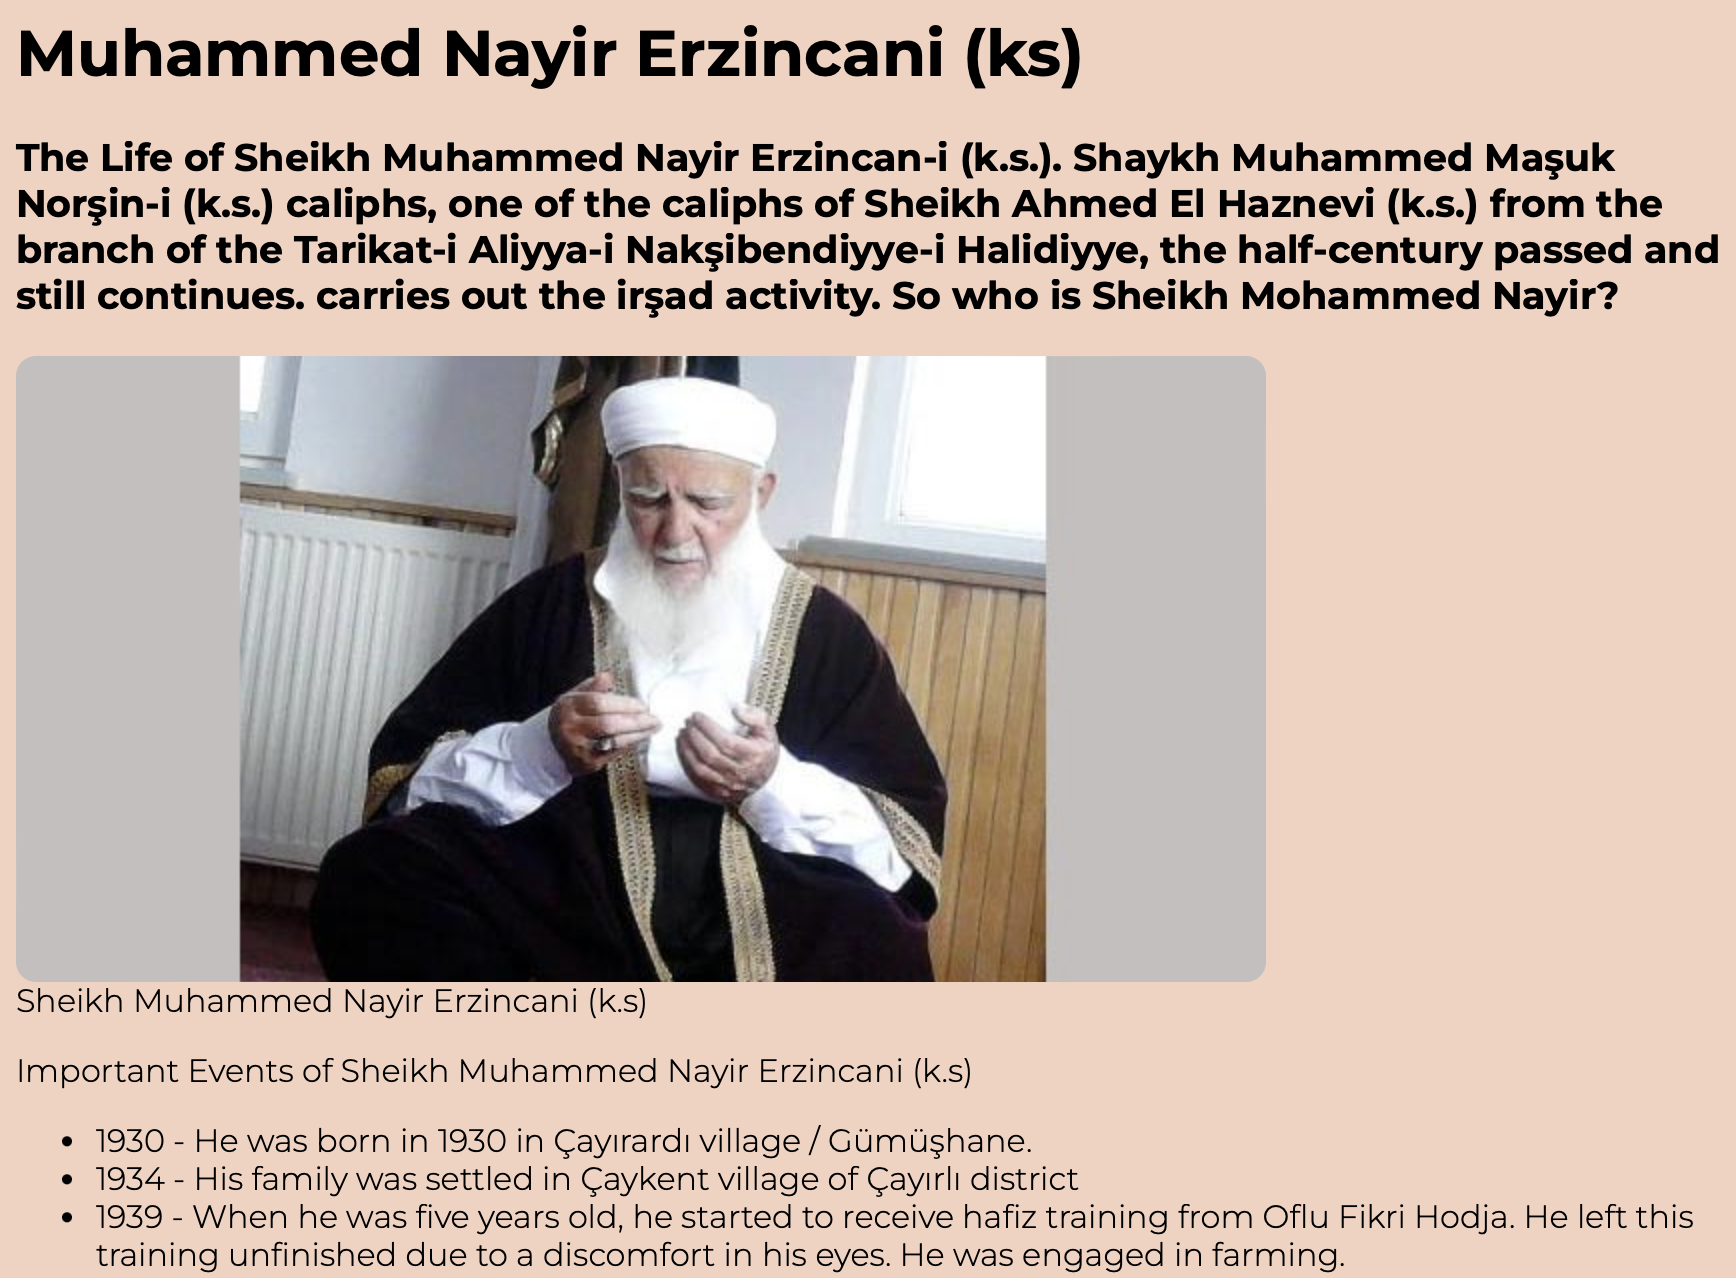 Muhammed Nayir Erzincani (ks)
The Life of Sheikh Muhammed Nayir Erzincan-i (k.s.). Shaykh Muhammed Maşuk
Norşin-i (k.s.) caliphs, one of the caliphs of Sheikh Ahmed El Haznevi (k.s.) from the
branch of the Tarikat-i Aliyya-i Nakşibendiyye-i Halidiyye, the half-century passed and
still continues. carries out the irşad activity. So who is Sheikh Mohammed Nayir?
Sheikh Muhammed Nayir Erzincani (k.s)
Important Events of Sheikh Muhammed Nayir Erzincani (k.s)
• 1930 - He was born in 1930 in Çayırardı village / Gümüşhane.
• 1934 - His family was settled in Çaykent village of Çayırlı district
• 1939 - When he was five years old, he started to receive hafiz training from Oflu Fikri Hodja. He left this
training unfinished due to a discomfort in his eyes. He was engaged in farming.